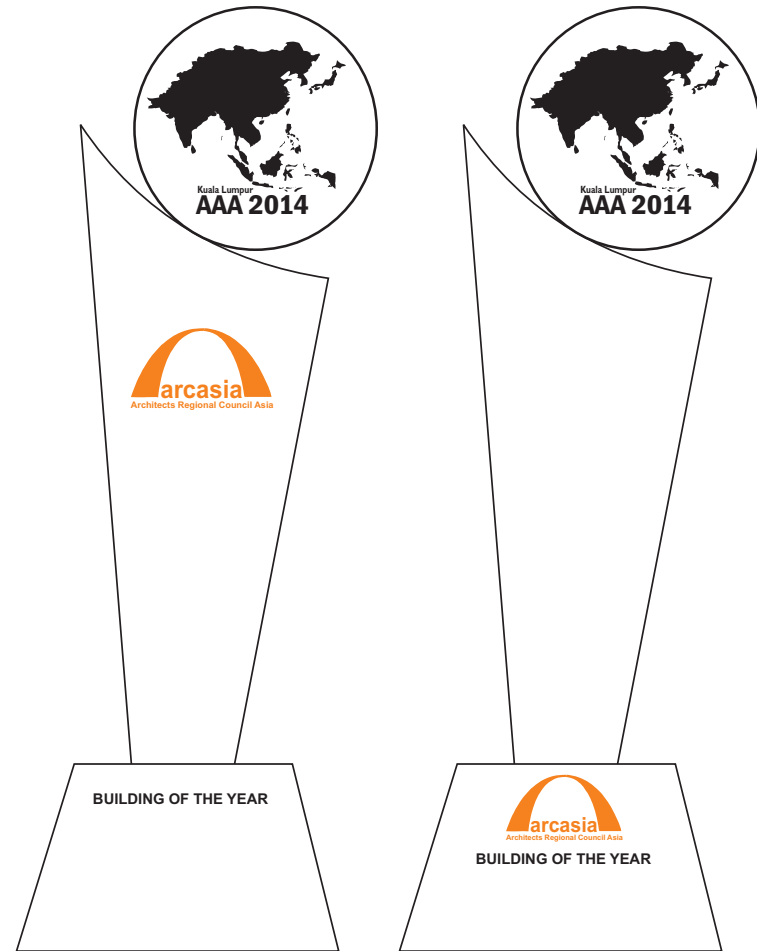 Kuala Lumpur
AAA 2014
arcasia
Architects Regional Council Asia
BUILDING OF THE YEAR
Kuala Lumpur
AAA 2014
arcasia
Architects Regional Council Asia
BUILDING OF THE YEAR